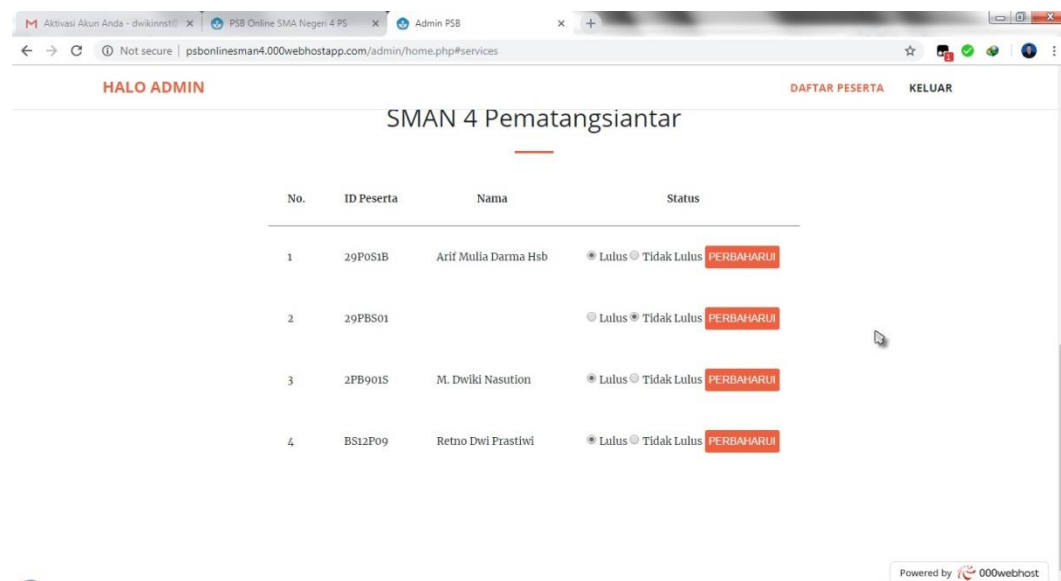 Aktivasi Akun Anda - dwikinnst
PSB Online SMA Negeri 4 PS
Admin PSB
Not secure | psbonlinesman4.000webhostapp.com/admin/home.php#services
1
HALO ADMIN
DAFTAR PESERTA KELUAR
SMAN 4 Pematangsiantar
No. ID Peserta Nama Status
1 29P0S1B Arif Mulia Darma Hsb Lulus Tidak Lulus PERBAHARUI
2 29PBS01 Lulus Tidak Lulus PERBAHARUI
3 2PB901S M. Dwiki Nasution Lulus Tidak Lulus PERBAHARUI
4 BS12P09 Retno Dwi Prastiwi Lulus Tidak Lulus PERBAHARUI
Powered by 000webhost